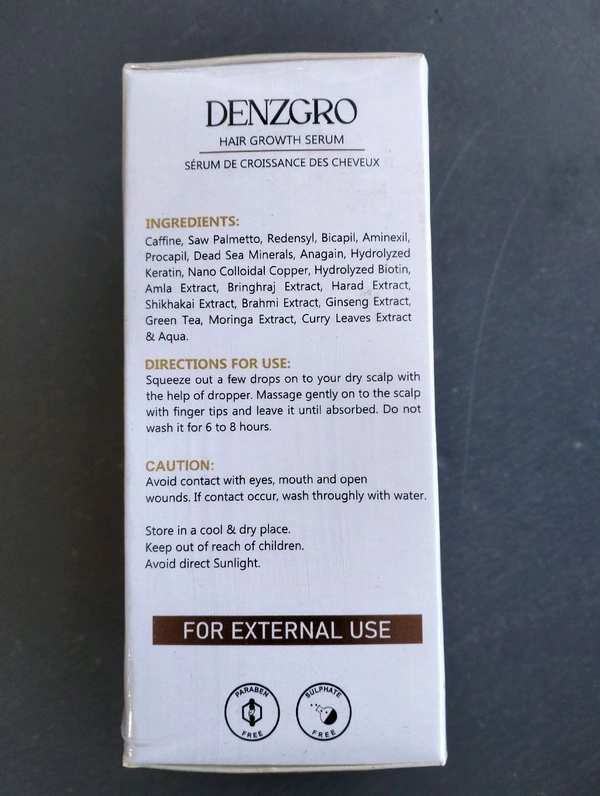 DENZGRO
HAIR GROWTH SERUM
SÉRUM DE CROISSANCE DES CHEVEUX
INGREDIENTS:
Caffine, Saw Palmetto, Redensyl, Bicapil, Aminexil,
Procapil, Dead Sea Minerals, Anagain, Hydrolyzed
Keratin, Nano Colloidal Copper, Hydrolyzed Biotin,
Amla Extract, Bringhraj Extract, Harad Extract,
Shikhakai Extract, Brahmi Extract, Ginseng Extract,
Green Tea, Moringa Extract, Curry Leaves Extract
& Aqua.
DIRECTIONS FOR USE:
Squeeze out a few drops on to your dry scalp with
the help of dropper. Massage gently on to the scalp
with finger tips and leave it until absorbed. Do not
wash it for 6 to 8 hours.
CAUTION:
Avoid contact with eyes, mouth and open
wounds. If contact occur, wash throughly with water.
Store in a cool & dry place.
Keep out of reach of children.
Avoid direct Sunlight.
FOR EXTERNAL USE
PARABEN FREE
SULPHATE FREE